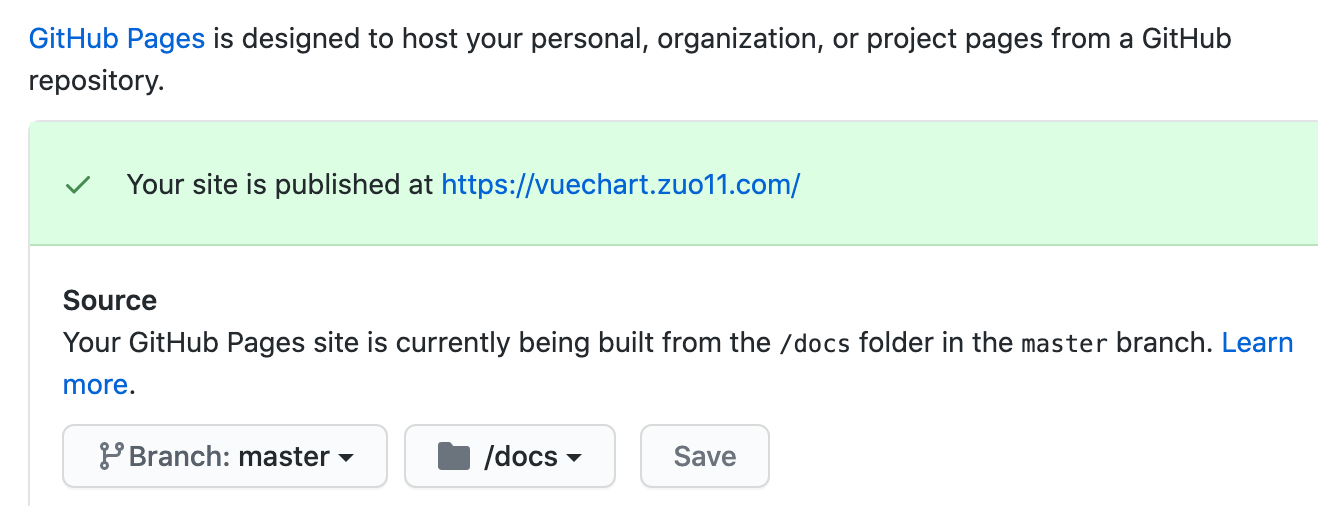 GitHub Pages is designed to host your personal, organization, or project pages from a GitHub
repository.
Your site is published at https://vuechart.zuo11.com/
Source
Your GitHub Pages site is currently being built from the /docs folder in the master branch. Learn
more.
Branch: master /docs Save